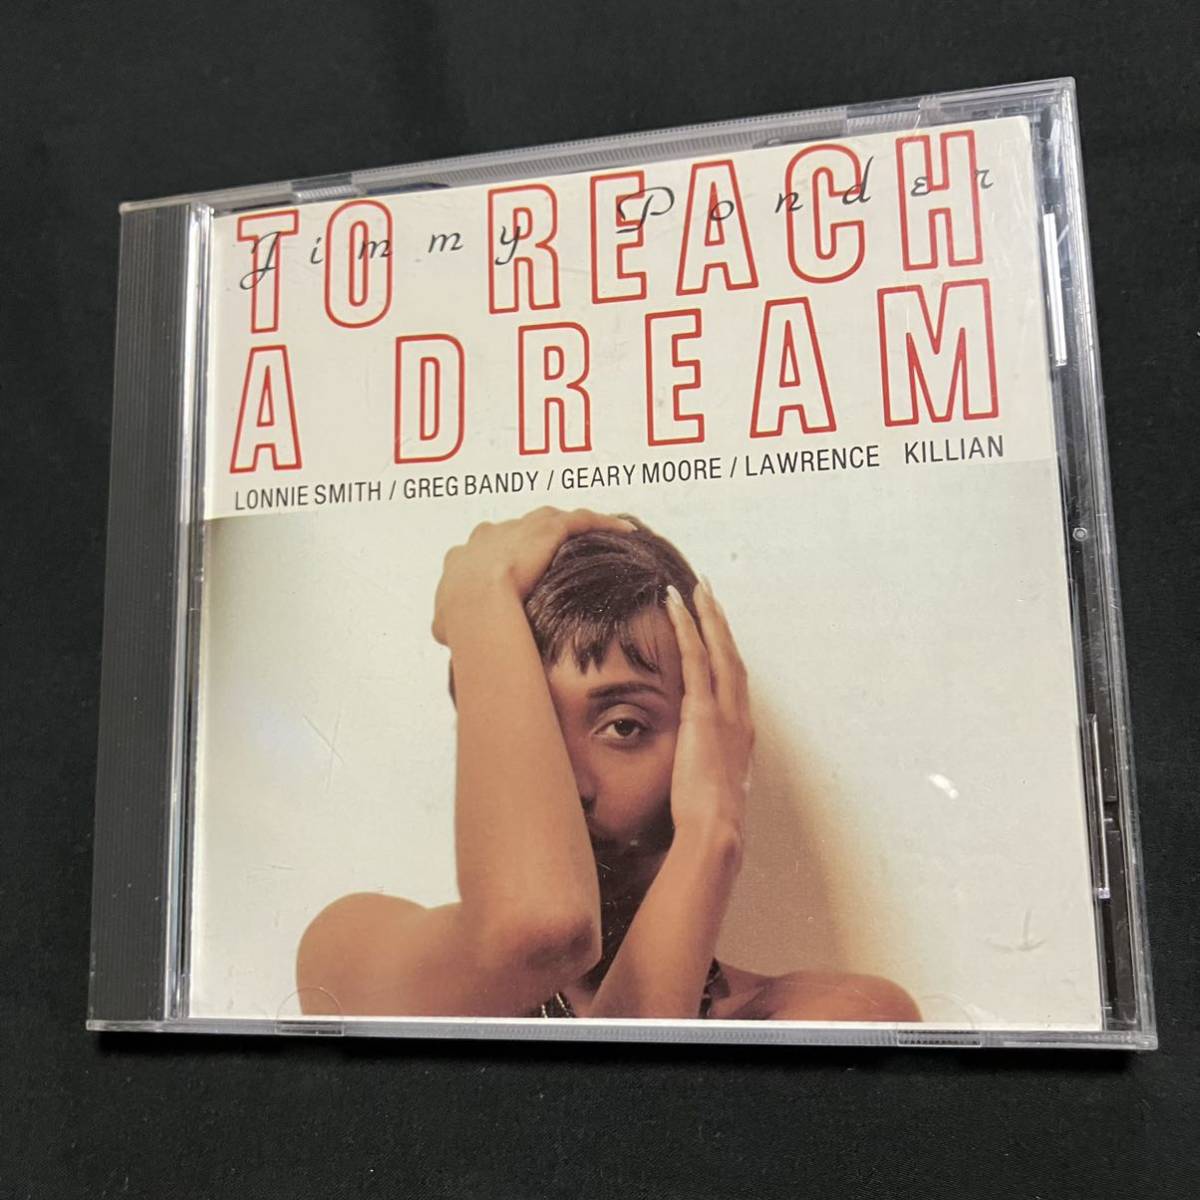 Jimmy Ponder
TO REACH
A DREAM
LONNIE SMITH / GREG BANDY / GEARY MOORE / LAWRENCE KILLIAN